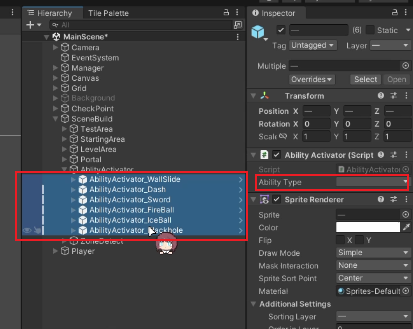 Hierarchy
Tile Palette
All
MainScene*
Camera
EventSystem
Manager
Canvas
Grid
Background
CheckPoint
SceneBuild
TestArea
StartingArea
LevelArea
Portal
AbilityActivator
AbilityActivator_WallSlide
AbilityActivator_Dash
AbilityActivator_Sword
AbilityActivator_FireBall
AbilityActivator_IceBall
ZoneDetect
Player
Inspector
— (6) Static
Tag Untagged Layer —
Multiple —
Overrides Select Open
Transform
Position X — Y — Z —
Rotation X 0 Y 0 Z 0
Scale X 1 Y 1 Z 1
Ability Activator (Script
Script AbilityActivator
Ability Type
Sprite Renderer
Sprite —
Color
Flip X Y
Draw Mode Simple
Mask Interaction None
Sprite Sort Point Center
Material Sprites-Default
Additional Settings
Sorting Layer —